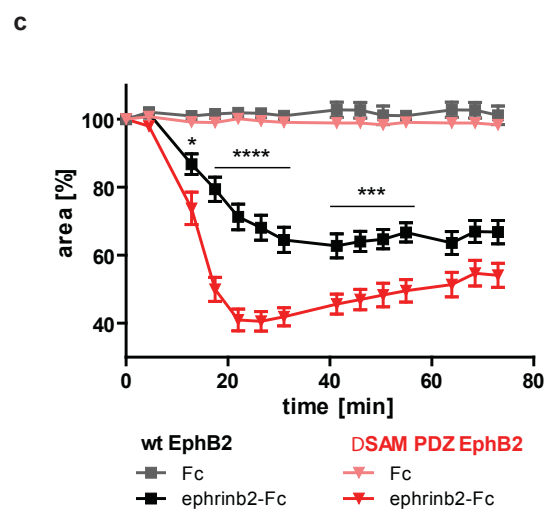 c
area [%]
100
80
60
40
*
****
***
0
20
40
60
80
time [min]
wt EphB2
DSAM PDZ EphB2
Fc
Fc
ephrinb2-Fc
ephrinb2-Fc